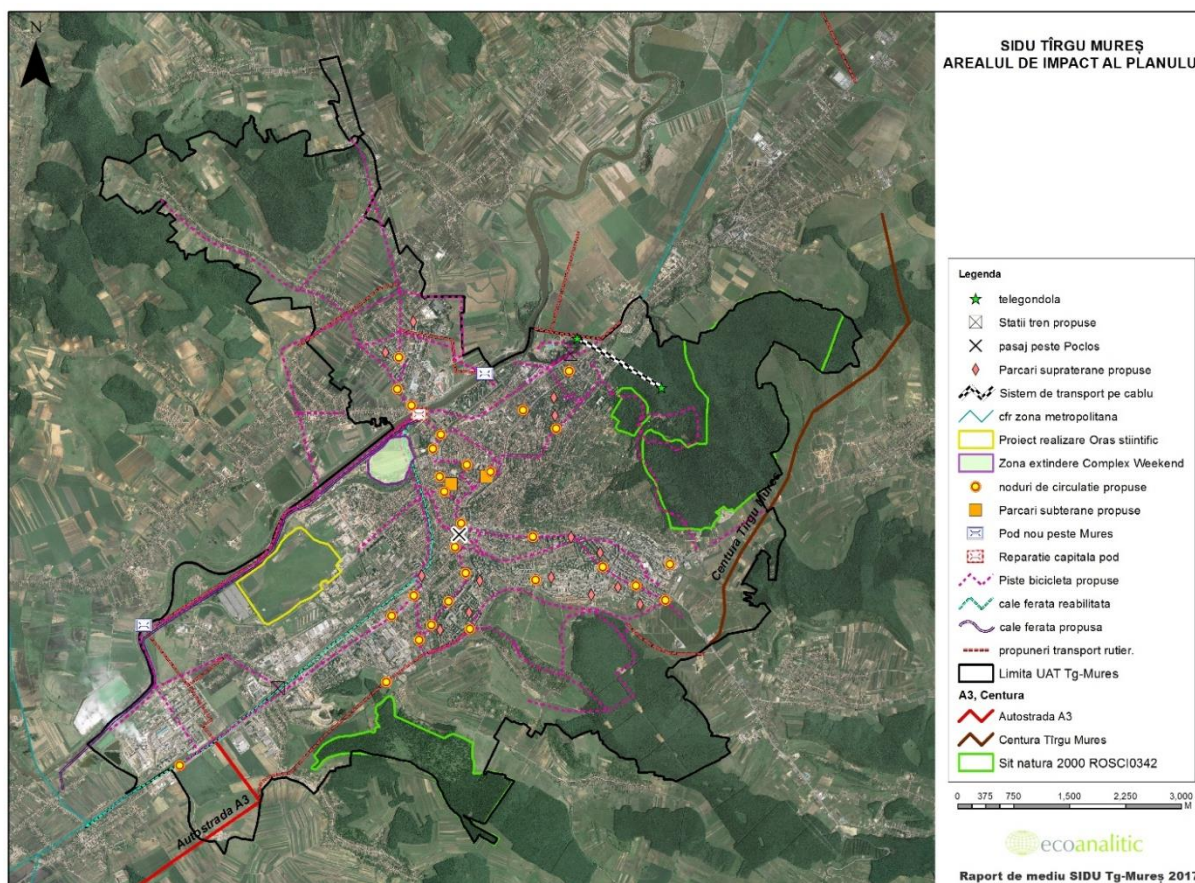 N
SIDU TÎRGU MUREȘ
AREALUL DE IMPACT AL PLANULU
Legenda
telegondola
Statii tren propuse
pasaj peste Poclos
Parcari supraterane propuse
Sistem de transport pe cablu
cfr zona metropolitana
Proiect realizare Oras stiintific
Zona extindere Complex Weekend
noduri de circulatie propuse
Parcari subterane propuse
Pod nou peste Mures
Reparatie capitala pod
Piste bicicleta propuse
cale ferata reabilitata
cale ferata propusa
propuneri transport rutier.
Limita UAT Tg-Mures
A3, Centura
Autostrada A3
Centura Tîrgu Mures
Sit natura 2000 ROSCI0342
0 375 750 1,500 2,250 3,000
M
ecoanalitic
Raport de mediu SIDU Tg-Mureș 2017
Centura Tîrgu Mureș
Autostrada A3